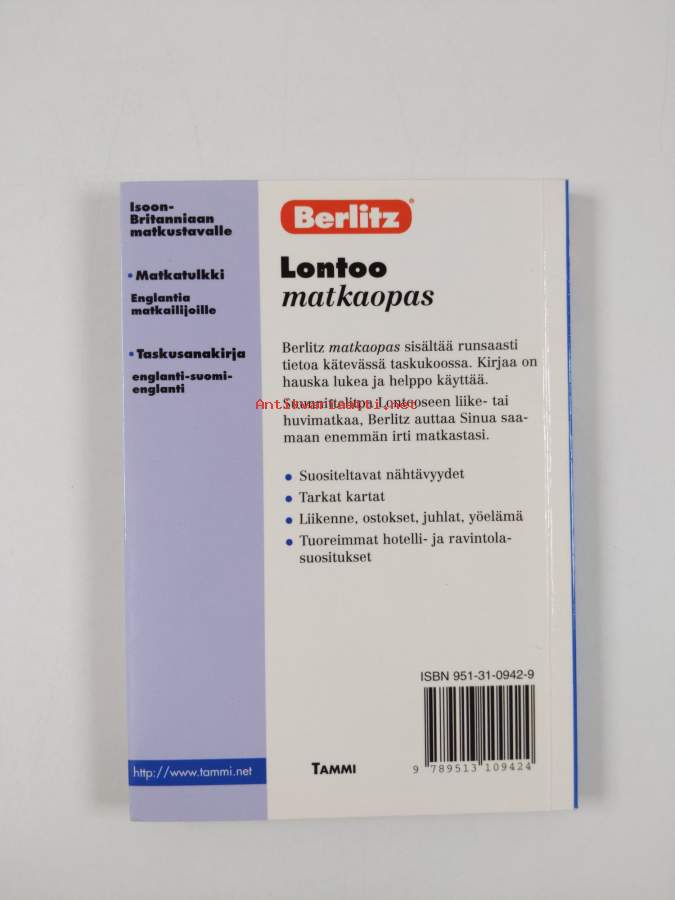 Isoon-
Britanniaan
matkustavalle
• Matkatulkki
Englantia
matkailijoille
• Taskusanakirja
englanti-suomi-
englanti
http://www.tammi.net
Berlitz®
Lontoo
matkaopas
Berlitz matkaopas sisältää runsaasti
tietoa kätevässä taskukoossa. Kirjaa on
hauska lukea ja helppo käyttää.
Suunnittelitpa Lontooseen liike- tai
huvimatkaa, Berlitz auttaa Sinua saa-
maan enemmän irti matkastasi.
Antikvariaatti.net
• Suositeltavat nähtävyydet
• Tarkat kartat
• Liikenne, ostokset, juhlat, yöelämä
• Tuoreimmat hotelli- ja ravintola-
suositukset
ISBN 951-31-0942-9
9 789513 109424
TAMMI